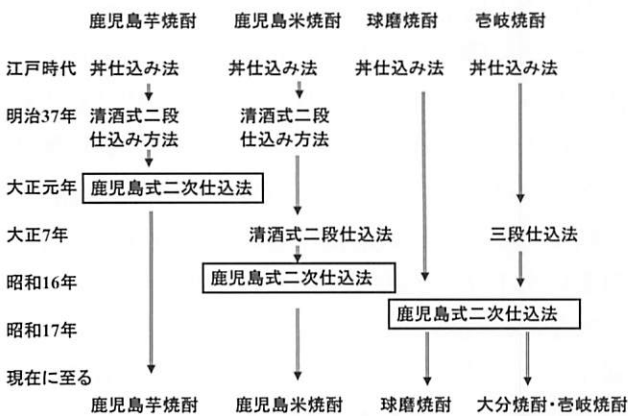 鹿児島芋焼酎 鹿児島米焼酎 球磨焼酎 壱岐焼酎
江戸時代 丼仕込み法 丼仕込み法 丼仕込み法 丼仕込み法
明治37年 清酒式二段 清酒式二段
仕込み方法 仕込み方法
大正元年 鹿児島式二次仕込法
大正7年 清酒式二段仕込法 三段仕込法
昭和16年 鹿児島式二次仕込法
鹿児島式二次仕込法
昭和17年
現在に至る
鹿児島芋焼酎 鹿児島米焼酎 球磨焼酎 大分焼酎・壱岐焼酎